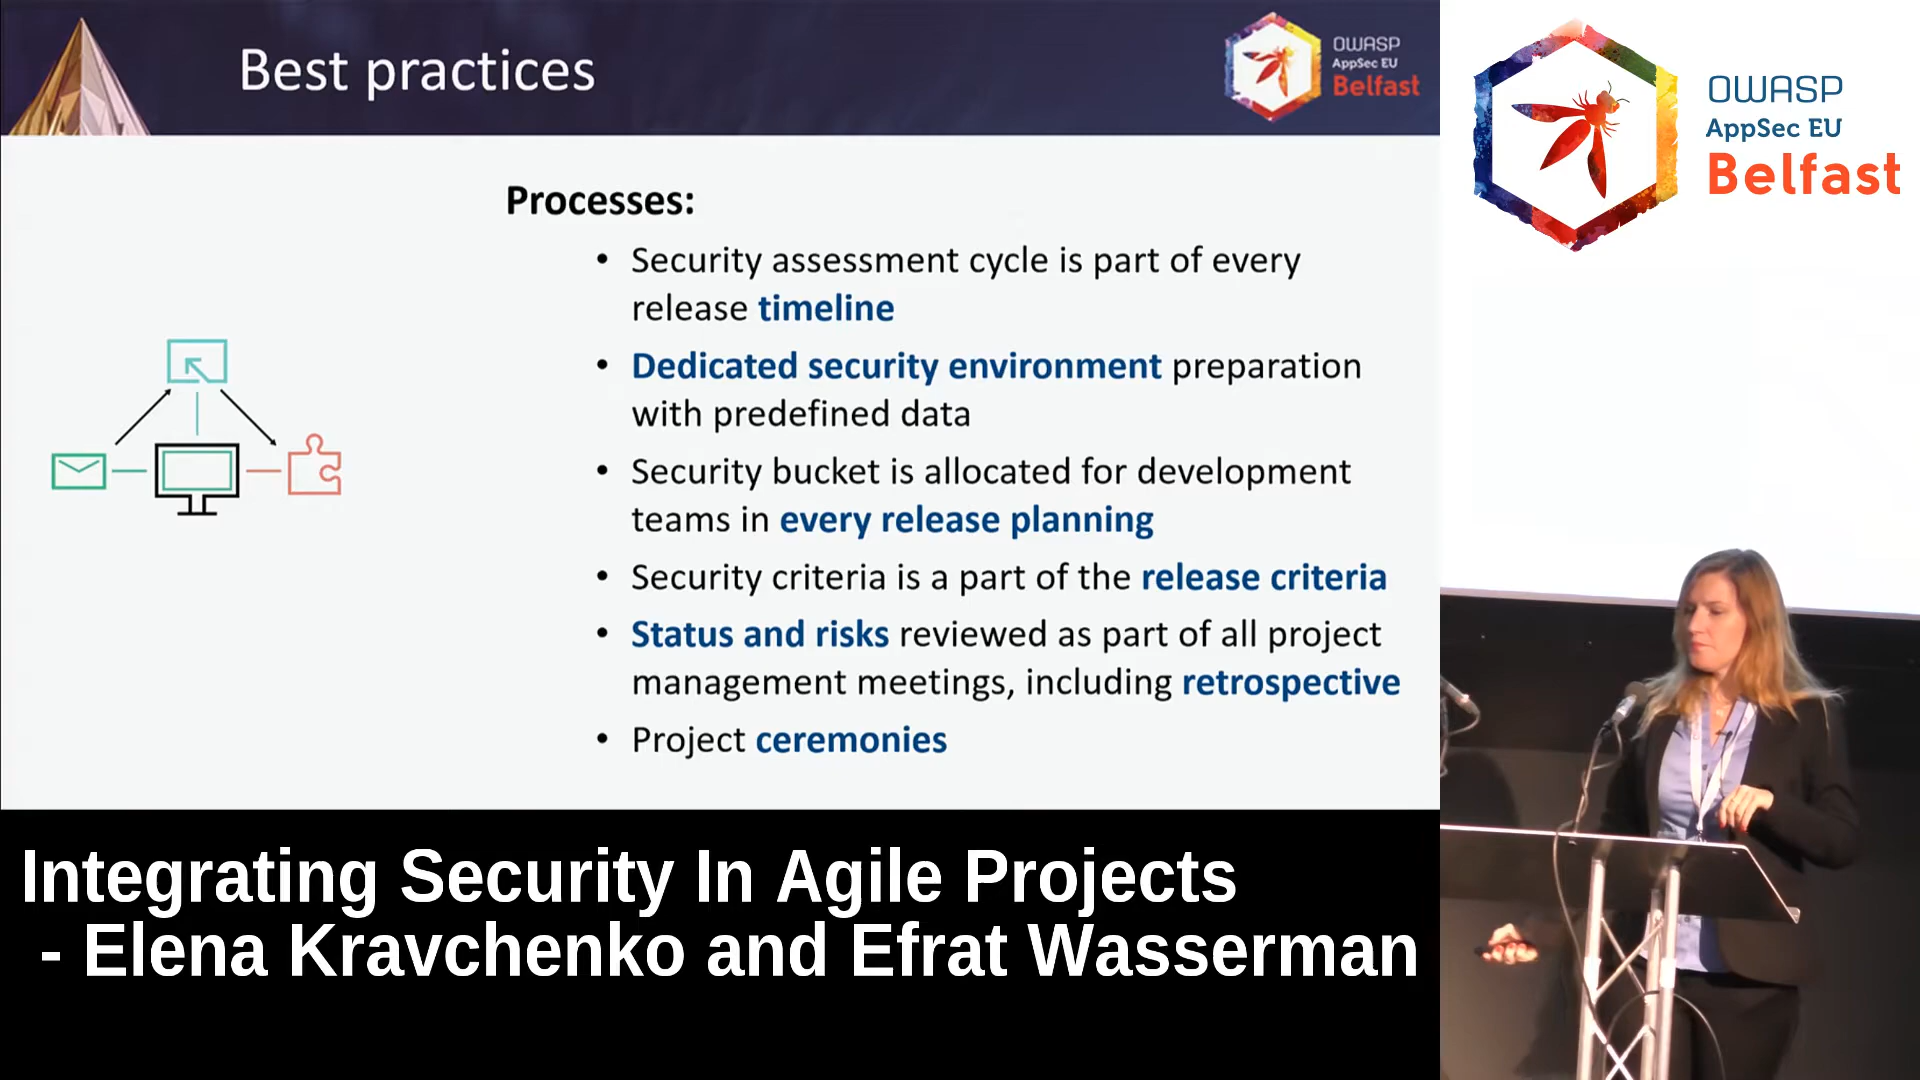 Best practices
OWASP
AppSec EU
Belfast
OWASP
AppSec EU
Belfast
Processes:
• Security assessment cycle is part of every
release timeline
• Dedicated security environment preparation
with predefined data
• Security bucket is allocated for development
teams in every release planning
• Security criteria is a part of the release criteria
• Status and risks reviewed as part of all project
management meetings, including retrospective
• Project ceremonies
Integrating Security In Agile Projects
- Elena Kravchenko and Efrat Wasserman